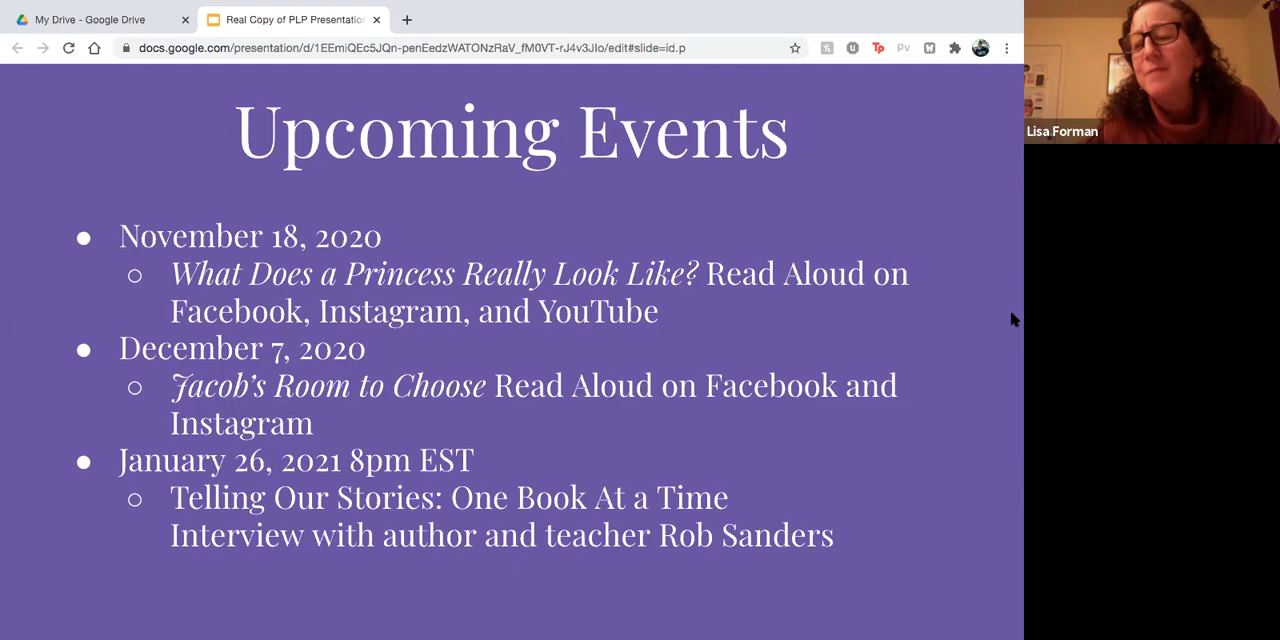 My Drive - Google Drive
Real Copy of PLP Presentatio
docs.google.com/presentation/d/1EEmiQEc5JQn-penEedzWATONzRaV_fM0VT-rJ4v3JIo/edit#slide=id.p
Tp
Pv
Upcoming Events
Lisa Forman
● November 18, 2020
○ What Does a Princess Really Look Like? Read Aloud on
Facebook, Instagram, and YouTube
● December 7, 2020
○ Jacob's Room to Choose Read Aloud on Facebook and
Instagram
● January 26, 2021 8pm EST
○ Telling Our Stories: One Book At a Time
Interview with author and teacher Rob Sanders